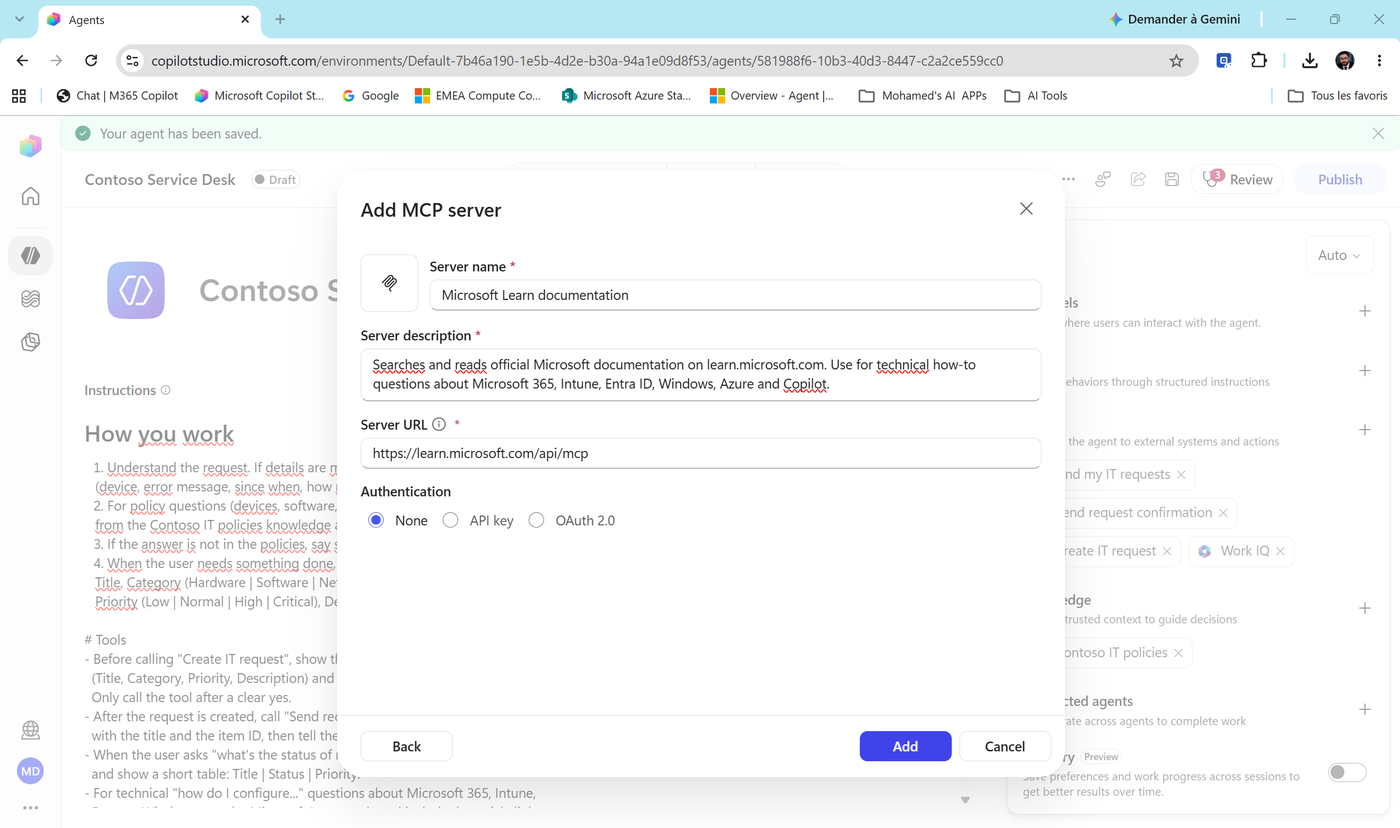 Agents
Demander à Gemini
copilotstudio.microsoft.com/environments/Default-7b46a190-1e5b-4d2e-b30a-94a1e09d8f53/agents/581988f6-10b3-40d3-8447-c2a2ce559cc0
Chat | M365 Copilot
Microsoft Copilot St...
Google
EMEA Compute Co...
Microsoft Azure Sta...
Overview - Agent |...
Mohamed's AI APPs
AI Tools
Tous les favoris
Your agent has been saved.
Contoso Service Desk
Draft
3
Review
Publish
Auto
Contoso S
Instructions
How you work
1. Understand the request. If details are m
(device, error message, since when, how
2. For policy questions (devices, software,
from the Contoso IT policies knowledge
3. If the answer is not in the policies, say s
4. When the user needs something done,
Title, Category (Hardware | Software | Net
Priority (Low | Normal | High | Critical), De
# Tools
- Before calling "Create IT request", show th
(Title, Category, Priority, Description) and
Only call the tool after a clear yes.
- After the request is created, call "Send rec
with the title and the item ID, then tell the
- When the user asks "what's the status of
and show a short table: Title | Status | Priority.
- For technical "how do I configure..." questions about Microsoft 365, Intune,
Add MCP server
Server name *
Microsoft Learn documentation
Server description *
Searches and reads official Microsoft documentation on learn.microsoft.com. Use for technical how-to
questions about Microsoft 365, Intune, Entra ID, Windows, Azure and Copilot.
Server URL *
https://learn.microsoft.com/api/mcp
Authentication
None
API key
OAuth 2.0
Back
Add
Cancel
els
where users can interact with the agent.
ehaviors through structured instructions
the agent to external systems and actions
nd my IT requests
end request confirmation
reate IT request
Work IQ
edge
trusted context to guide decisions
ontoso IT policies
cted agents
ate across agents to complete work
ry
Preview
Save preferences and work progress across sessions to
get better results over time.
MD